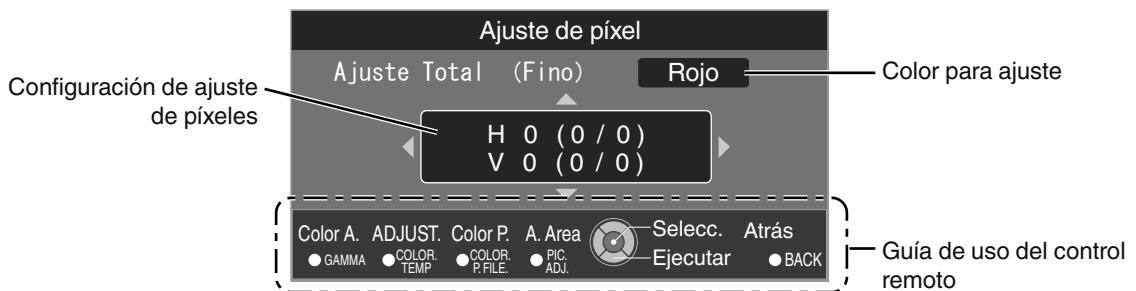 Ajuste de píxel
Ajuste Total (Fino) Rojo
Color para ajuste
Configuración de ajuste
de píxeles
H 0 (0 / 0)
V 0 (0 / 0)
Color A. ADJUST. Color P. A. Area Selecc. Atrás
GAMMA COLOR. TEMP COLOR. P. FILE. PIC. ADJ. Ejecutar BACK
Guía de uso del control
remoto